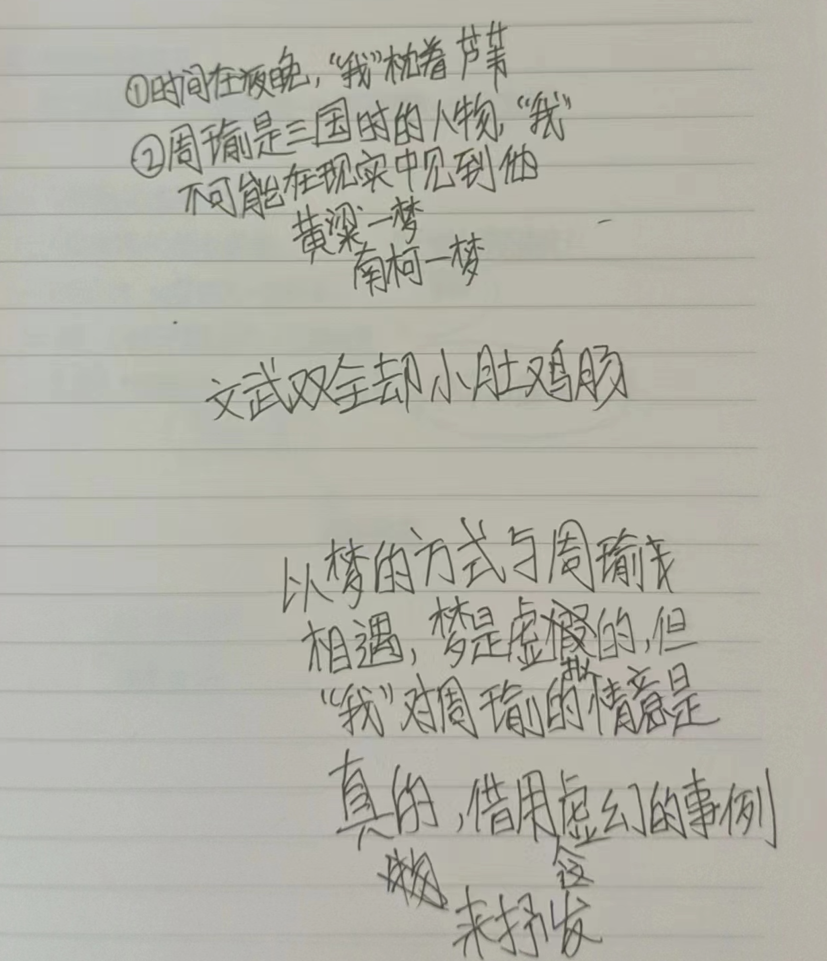 ①时间在夜晚，“我”枕着芦苇
②周瑜是三国时的人物，“我”
不可能在现实中见到他
黄粱一梦
南柯一梦
文武双全却小肚鸡肠
以梦的方式与周瑜
相遇，梦是虚假的，但
“我”对周瑜的情意是
真的，借用虚幻的事例
来抒发